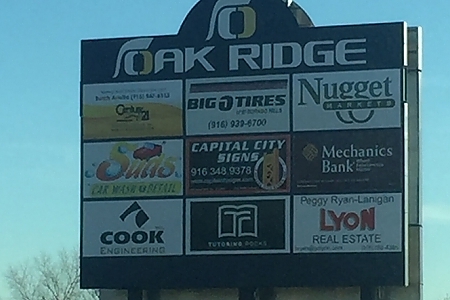 OAK RIDGE
Century 21
BIG O TIRES
(916) 939-6700
Nugget
MARKETS
Suds
CAR WASH & DETAIL
CAPITAL CITY
SIGNS
916 348.9378
Mechanics
Bank
COOK
ENGINEERING
TUTORING
Peggy Ryan-Lanigan
LYON
REAL ESTATE